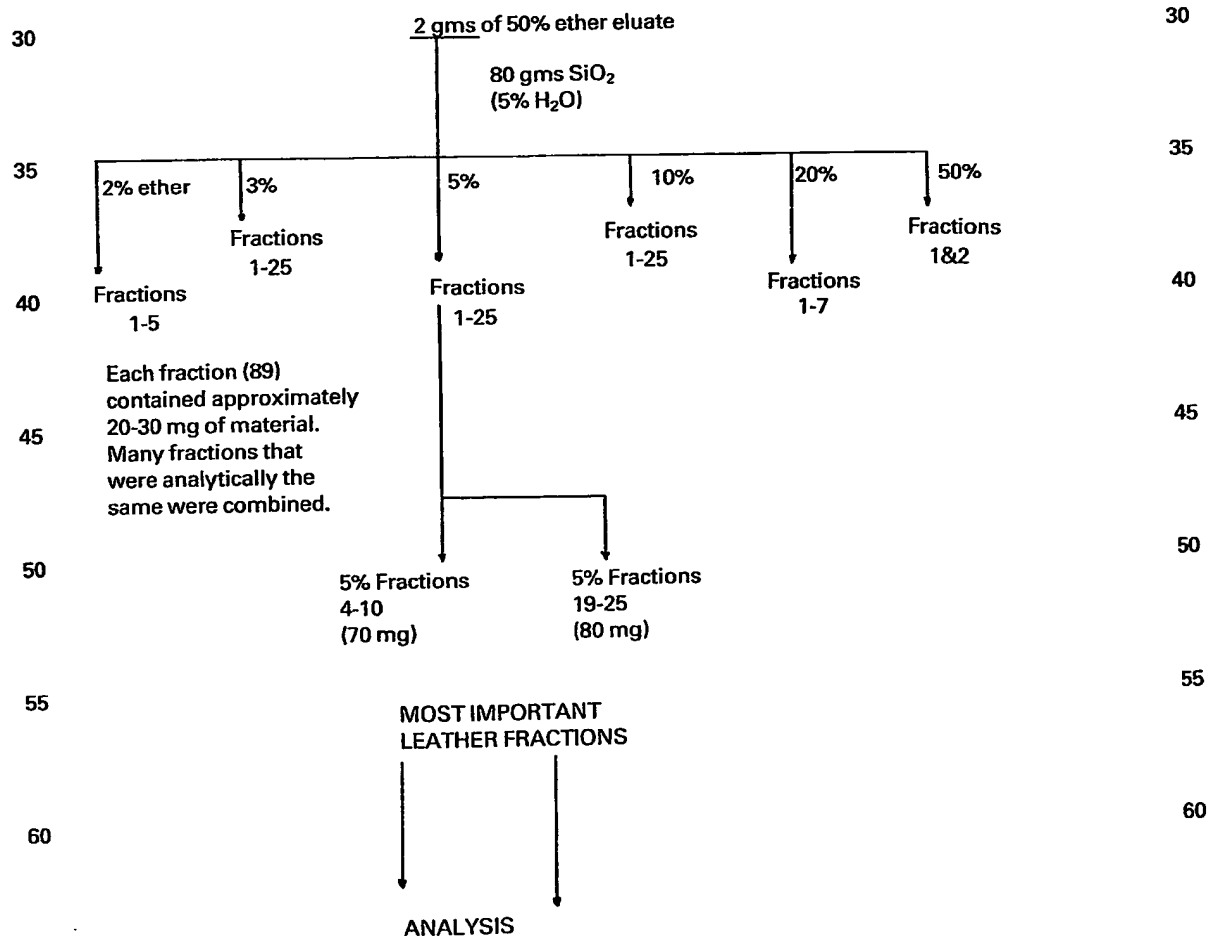 30
30
2 gms of 50% ether eluate
80 gms SiO₂
(5% H₂O)
35
35
2% ether
3%
5%
10%
20%
50%
Fractions
1-5
Fractions
1-25
Fractions
1-25
Fractions
1-25
Fractions
1-7
Fractions
1&2
40
40
Each fraction (89)
contained approximately
20-30 mg of material.
Many fractions that
were analytically the
same were combined.
45
45
50
50
5% Fractions
4-10
(70 mg)
5% Fractions
19-25
(80 mg)
55
55
MOST IMPORTANT
LEATHER FRACTIONS
60
60
ANALYSIS